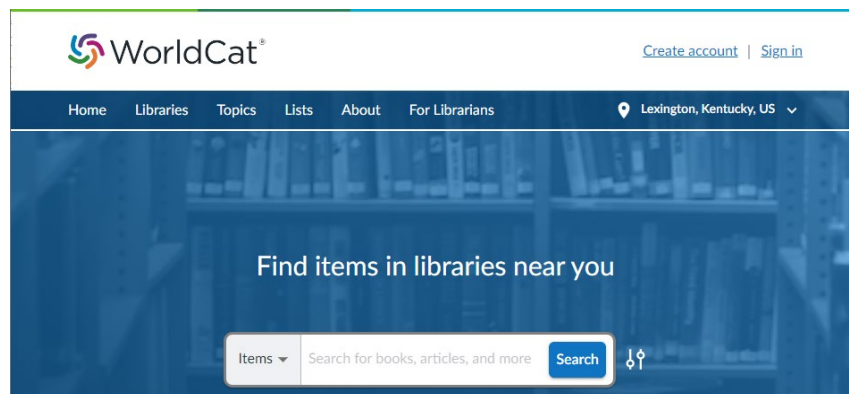 WorldCat®
Create account | Sign in
Home Libraries Topics Lists About For Librarians Lexington, Kentucky, US
Find items in libraries near you
Items Search for books, articles, and more Search